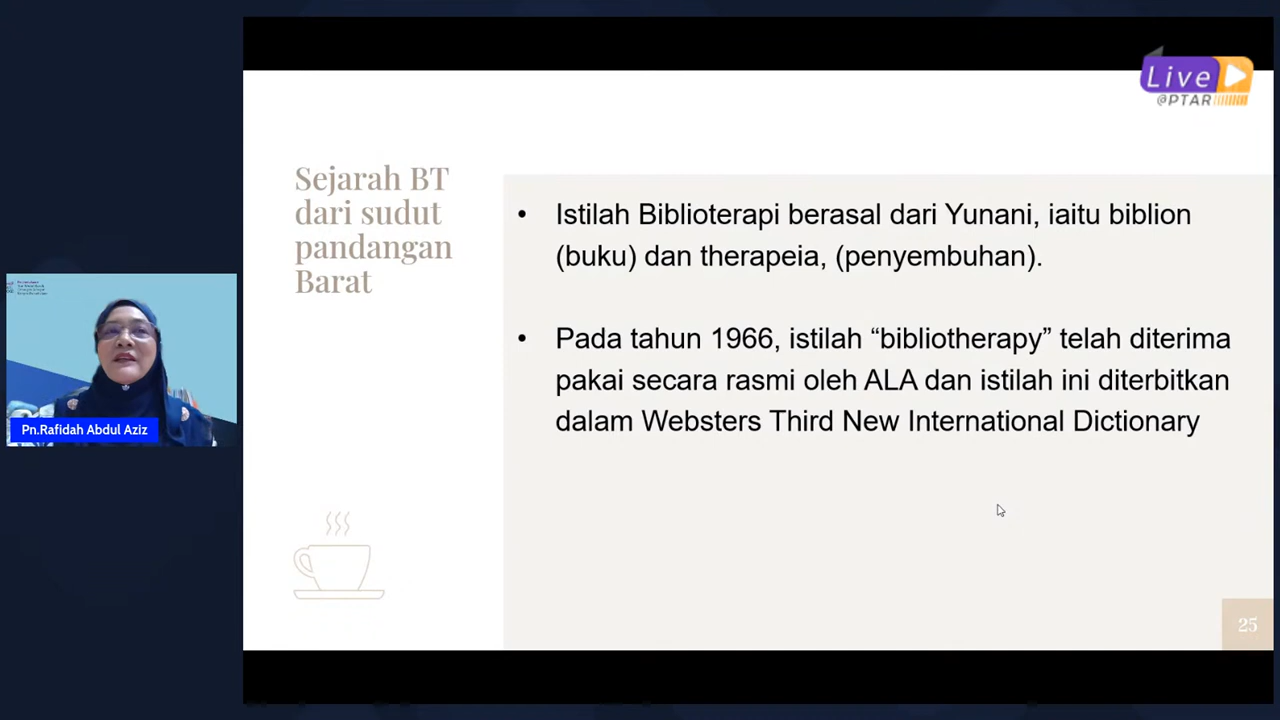 Live
@PTAR
Sejarah BT
dari sudut
pandangan
Barat
• Istilah Biblioterapi berasal dari Yunani, iaitu biblion
(buku) dan therapeia, (penyembuhan).
• Pada tahun 1966, istilah “bibliotherapy” telah diterima
pakai secara rasmi oleh ALA dan istilah ini diterbitkan
dalam Websters Third New International Dictionary
Pn.Rafidah Abdul Aziz
25